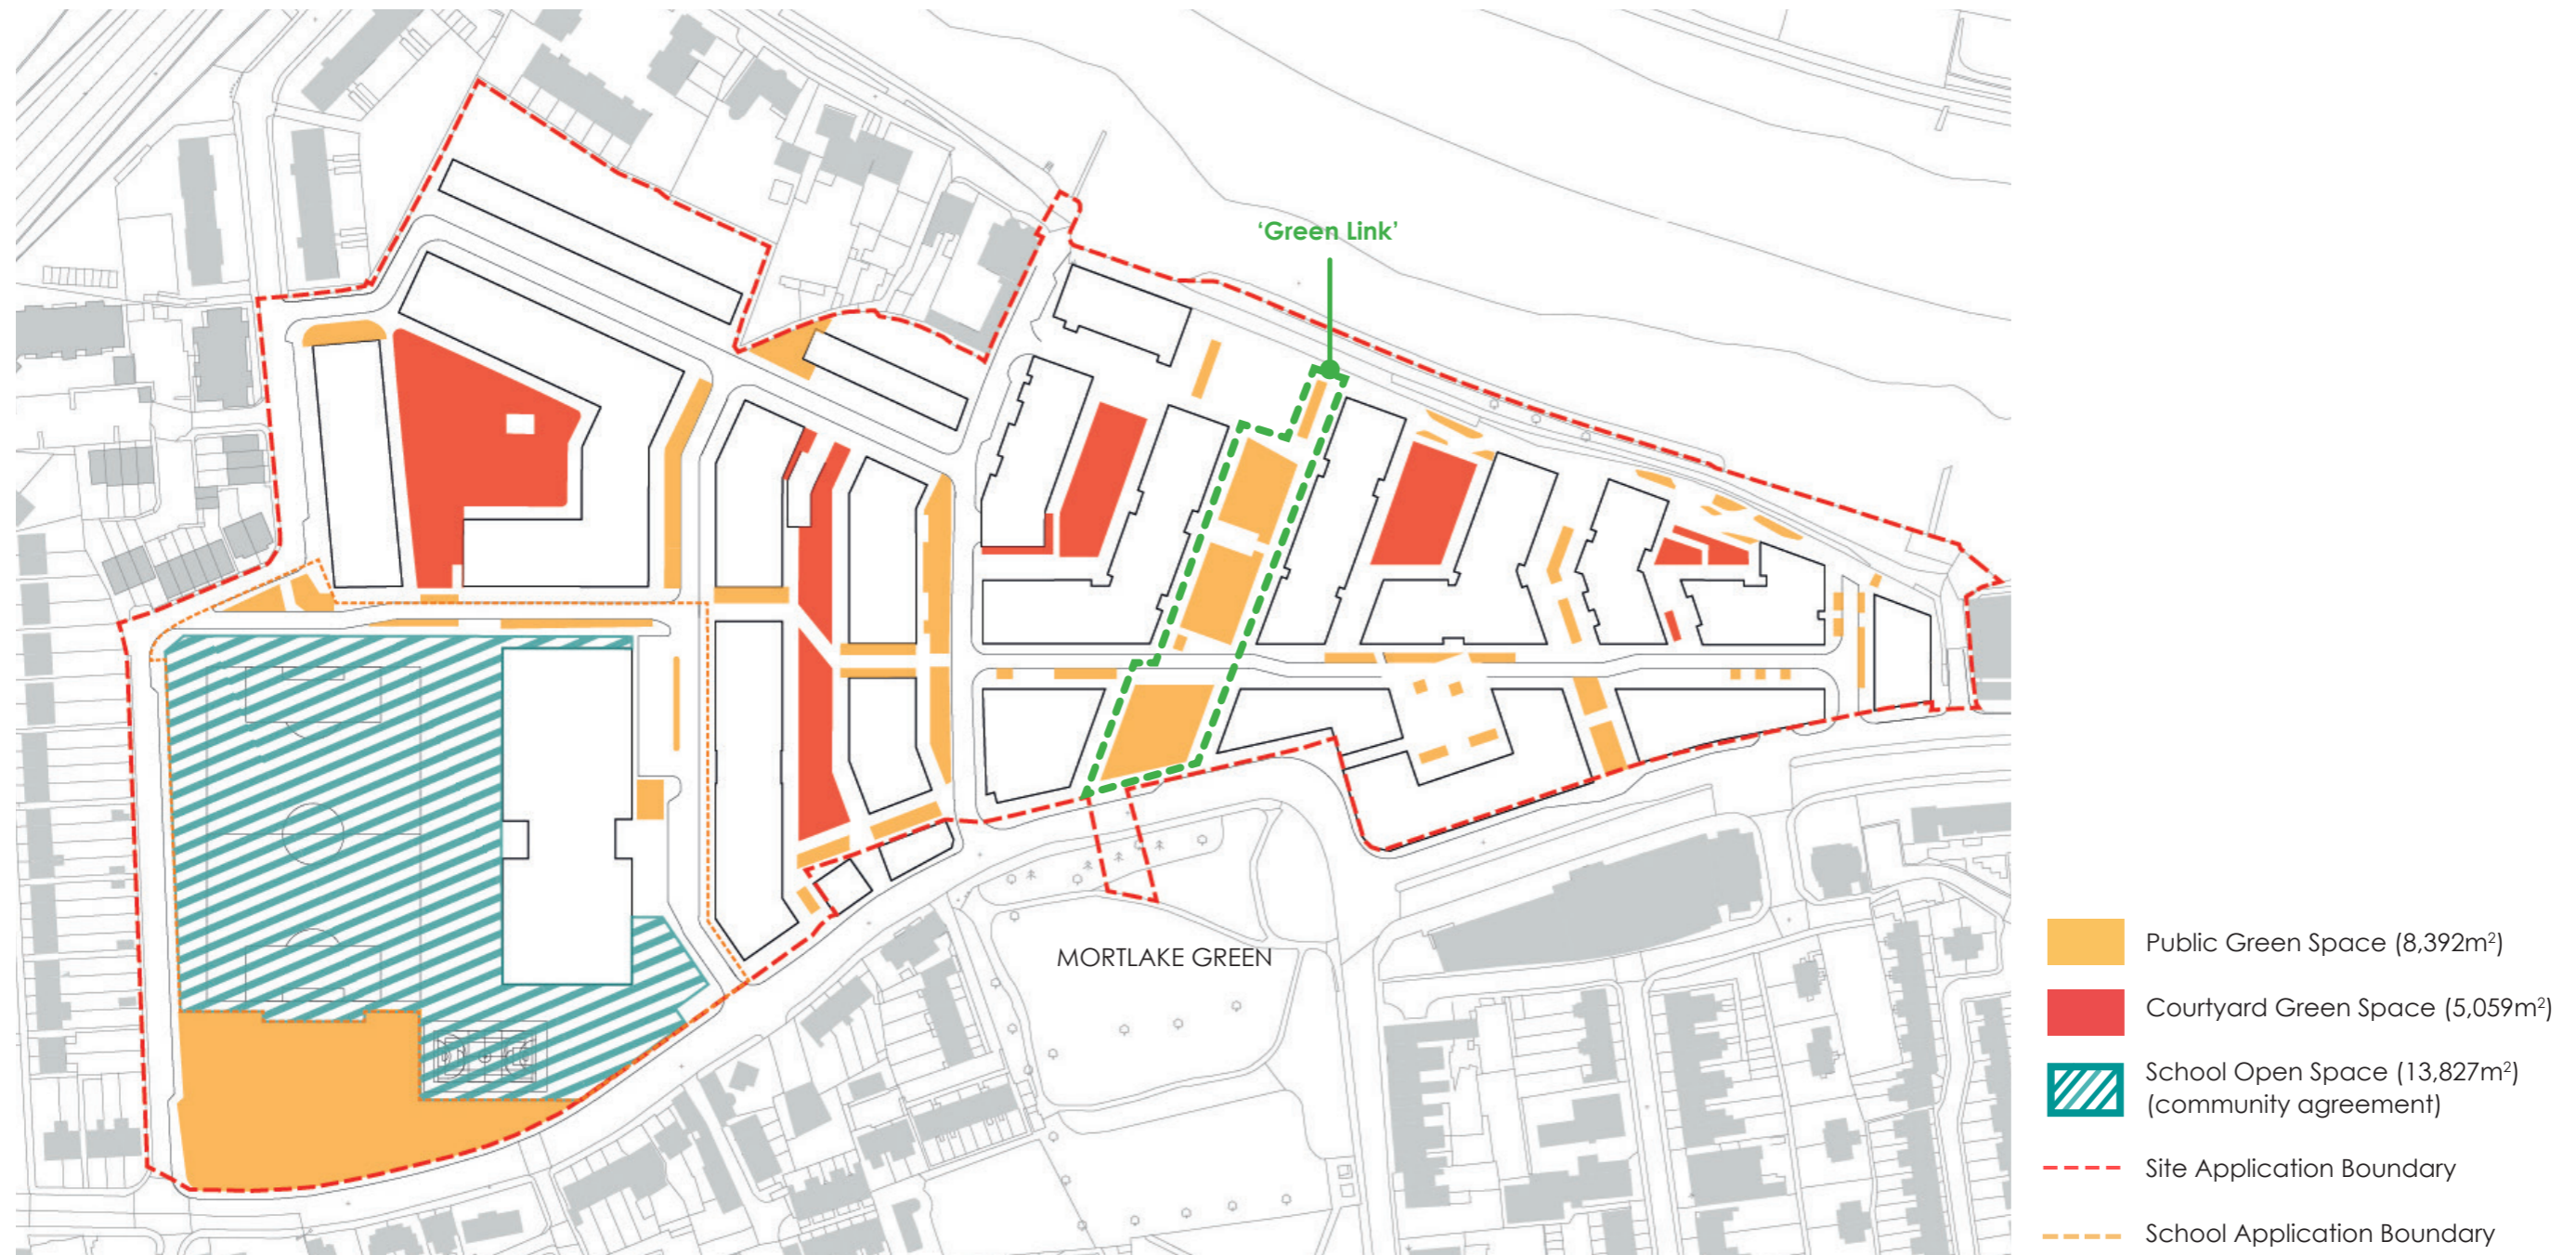 ‘Green Link’
MORTLAKE GREEN
Public Green Space (8,392m²)
Courtyard Green Space (5,059m²)
School Open Space (13,827m²)
(community agreement)
Site Application Boundary
School Application Boundary